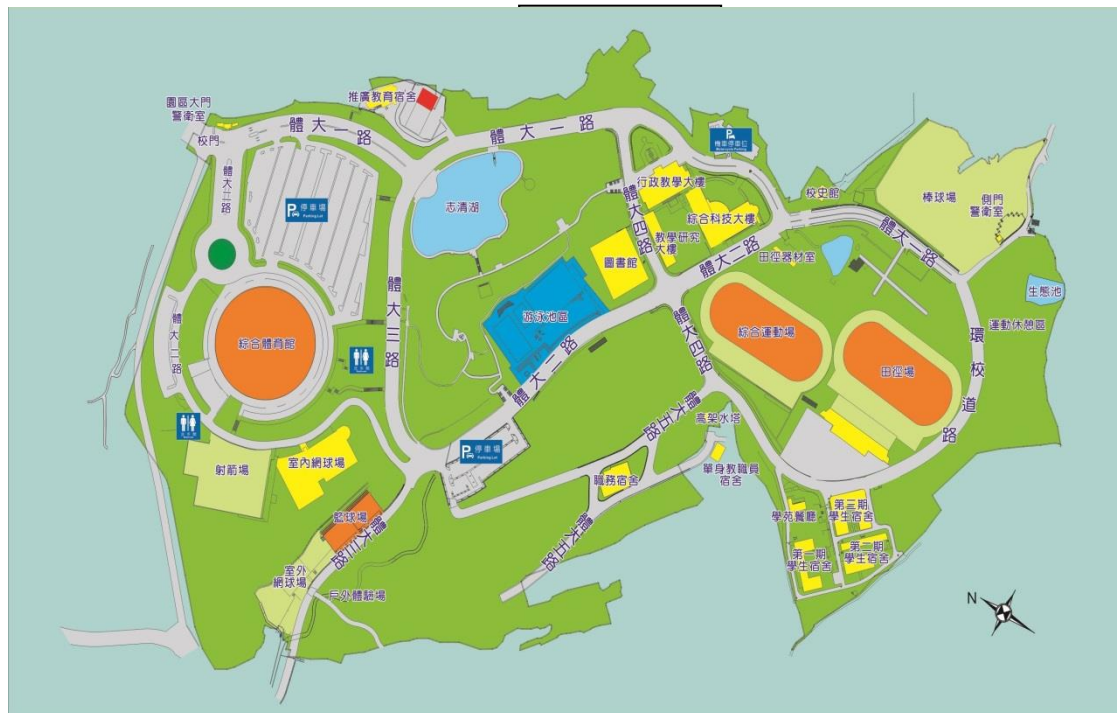 推廣教育宿舍
園區大門
警衛室
校門
體大一路
體大一路
機車停車位
體大二路
停車場
Parking Lot
志清湖
行政教學大樓
體大四路
綜合科技大樓
教學研究
大樓
圖書館
校史館
棒球場
側門
警衛室
體大一路
體大二路
田徑器材室
生態池
運動休憩區
環校道路
體大三路
游泳池區
體大二路
體大四路
綜合運動場
田徑場
體大二路
綜合體育館
體大五路
高架水塔
單身教職員
宿舍
停車場
Parking Lot
射箭場
室內網球場
職務宿舍
體大五路
籃球場
體大三路
學苑餐廳
第三期
學生宿舍
第一期
學生宿舍
第二期
學生宿舍
室外
網球場
戶外體驗場
N